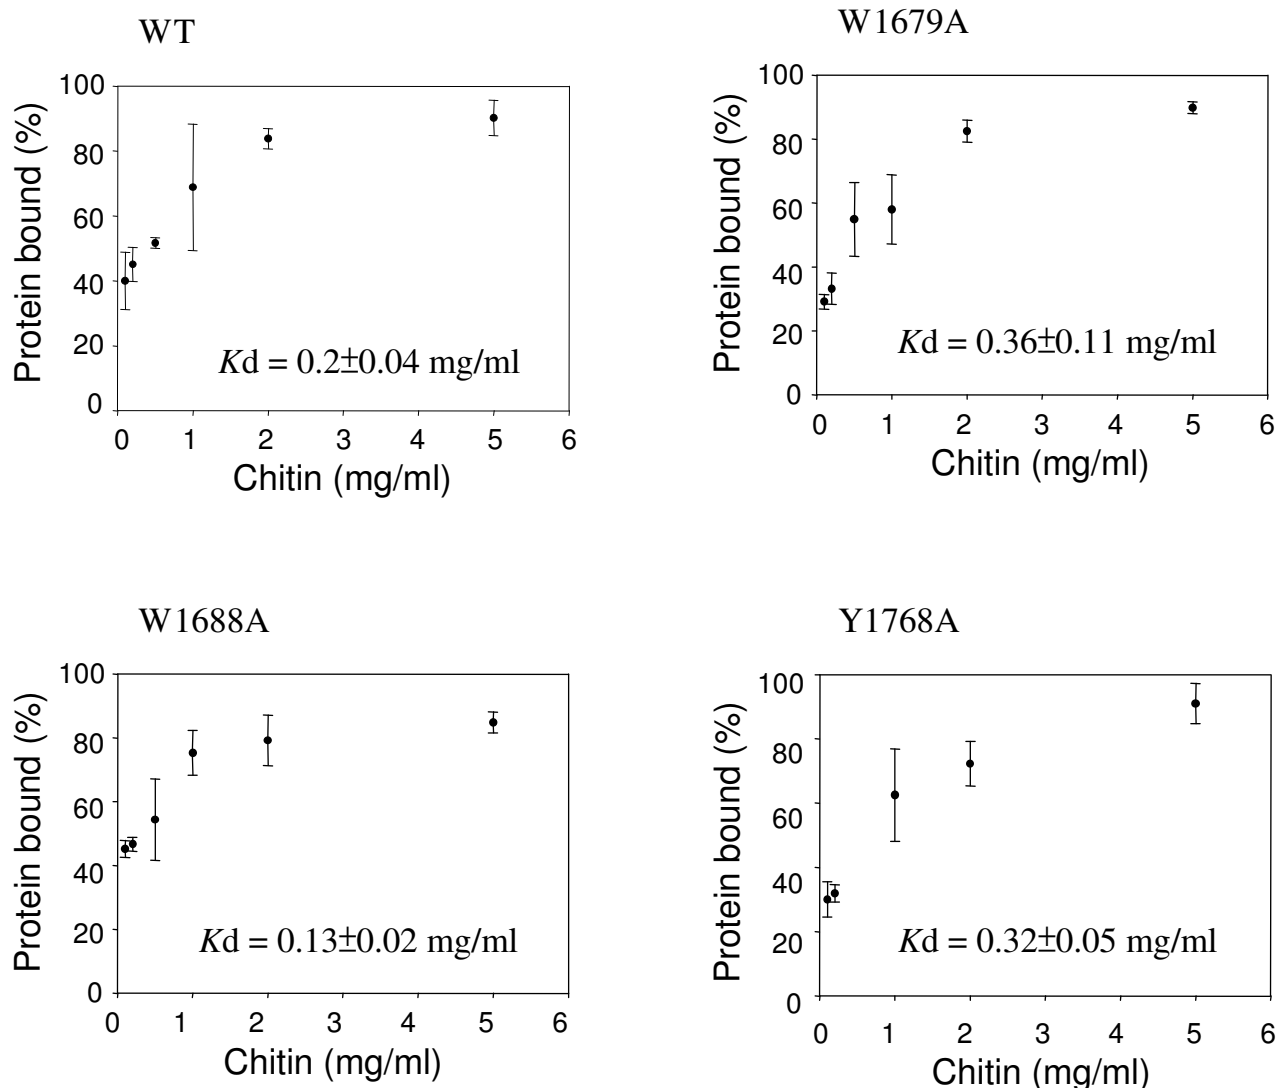 WT
Protein bound (%)
100
80
60
40
20
0
Kd = 0.2±0.04 mg/ml
0 1 2 3 4 5 6
Chitin (mg/ml)
W1679A
Protein bound (%)
100
80
60
40
20
0
Kd = 0.36±0.11 mg/ml
0 1 2 3 4 5 6
Chitin (mg/ml)
W1688A
Protein bound (%)
100
80
60
40
20
0
Kd = 0.13±0.02 mg/ml
0 1 2 3 4 5 6
Chitin (mg/ml)
Y1768A
Protein bound (%)
100
80
60
40
20
0
Kd = 0.32±0.05 mg/ml
0 1 2 3 4 5 6
Chitin (mg/ml)